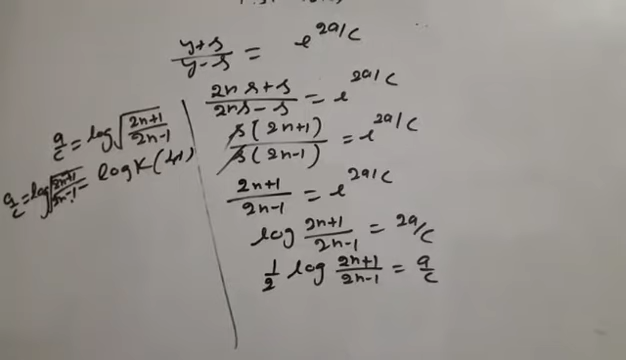 y+s/y-s = e^2a/c
2ns+s/2ns-s = e^2a/c
s(2n+1)/s(2n-1) = e^2a/c
2n+1/2n-1 = e^2a/c
log 2n+1/2n-1 = 2a/c
1/2 log 2n+1/2n-1 = a/c
a/c = log√2n+1/2n-1
a/c = log√2n+1/2n-1 = log K